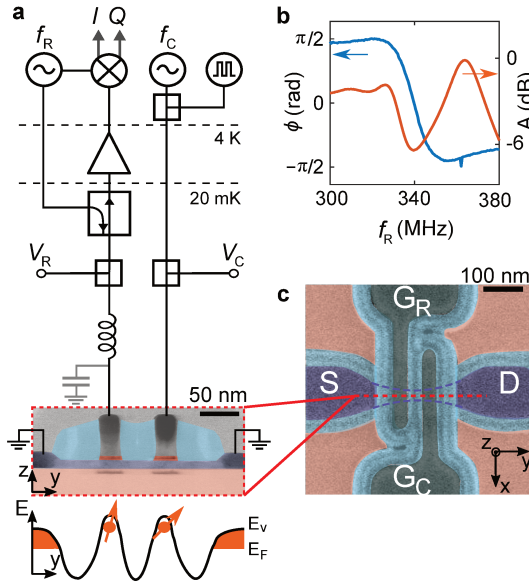 a
I Q
f_R
f_C
4 K
20 mK
V_R
V_C
50 nm
z
y
E
E_V
E_F
y
b
π/2
0
-π/2
ϕ (rad)
0
-6
A (dB)
300
340
380
f_R (MHz)
c
100 nm
G_R
S
D
G_C
z
y
x